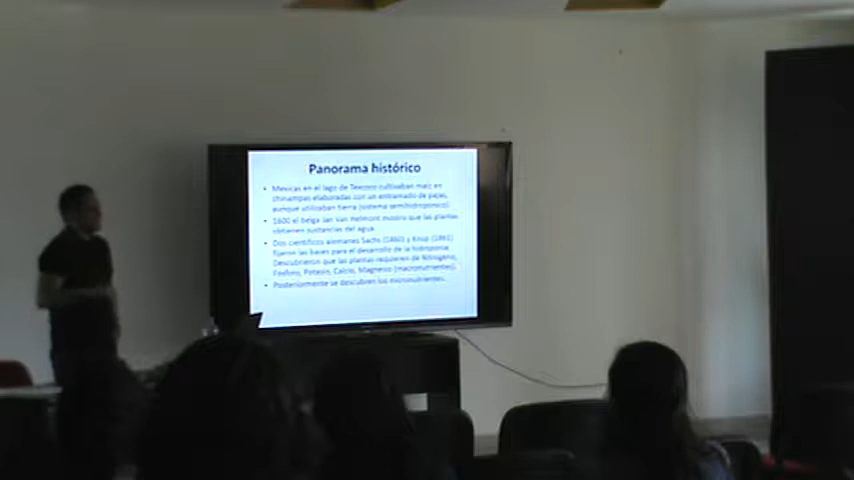 Panorama histórico
• Mexicas en el lago de Texcoco cultivaban maíz en
chinampas elaboradas con un entramado de pajas,
aunque utilizaban tierra (sistema semihidroponico)
• 1600 el belga Jan Van Helmont mostro que las plantas
obtienen sustancias del agua.
• Dos científicos alemanes Sachs (1860) y Knop (1861)
fijaron las bases para el desarrollo de la hidroponia:
Descubrieron que las plantas requieren de Nitrógeno,
Fosforo, Potasio, Calcio, Magnesio (macronutrientes).
• Posteriormente se descubren los micronutrientes.